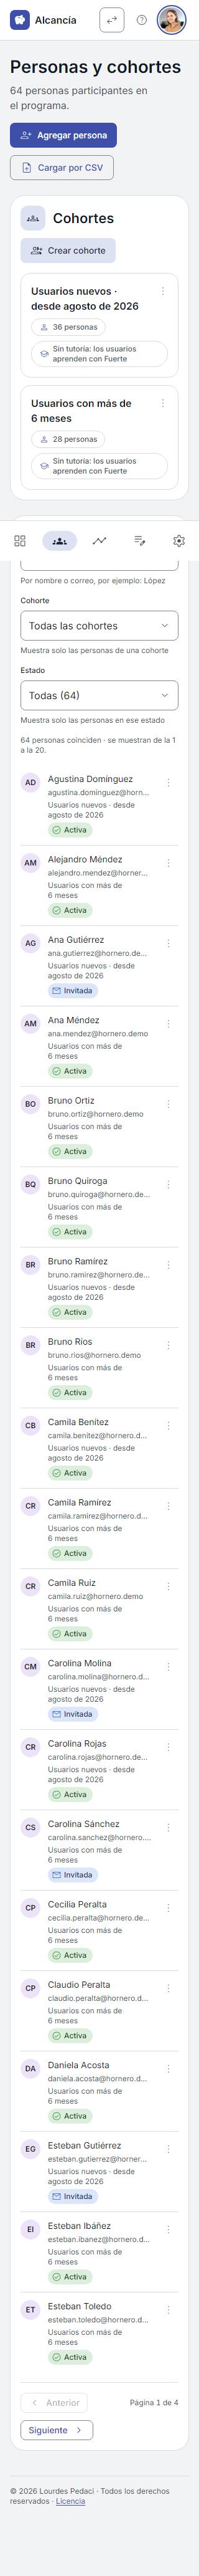 Alcancía
Personas y cohortes
64 personas participantes en
el programa.
Agregar persona
Cargar por CSV
Cohortes
Crear cohorte
Usuarios nuevos ·
desde agosto de 2026
36 personas
Sin tutoría: los usuarios
aprenden con Fuerte
Usuarios con más de
6 meses
28 personas
Sin tutoría: los usuarios
aprenden con Fuerte
Por nombre o correo, por ejemplo: López
Cohorte
Todas las cohortes
Muestra solo las personas de una cohorte
Estado
Todas (64)
Muestra solo las personas en ese estado
64 personas coinciden · se muestran de la 1
a la 20.
AD
Agustina Domínguez
agustina.dominguez@horn...
Usuarios nuevos · desde
agosto de 2026
Activa
AM
Alejandro Méndez
alejandro.mendez@horner...
Usuarios con más de
6 meses
Activa
AG
Ana Gutiérrez
ana.gutierrez@hornero.de...
Usuarios nuevos · desde
agosto de 2026
Invitada
AM
Ana Méndez
ana.mendez@hornero.demo
Usuarios con más de
6 meses
Activa
BO
Bruno Ortiz
bruno.ortiz@hornero.demo
Usuarios con más de
6 meses
Activa
BQ
Bruno Quiroga
bruno.quiroga@hornero.de...
Usuarios con más de
6 meses
Activa
BR
Bruno Ramírez
bruno.ramirez@hornero.de...
Usuarios nuevos · desde
agosto de 2026
Activa
BR
Bruno Ríos
bruno.rios@hornero.demo
Usuarios con más de
6 meses
Activa
CB
Camila Benítez
camila.benitez@hornero.d...
Usuarios nuevos · desde
agosto de 2026
Activa
CR
Camila Ramírez
camila.ramirez@hornero.d...
Usuarios con más de
6 meses
Activa
CR
Camila Ruiz
camila.ruiz@hornero.demo
Usuarios con más de
6 meses
Activa
CM
Carolina Molina
carolina.molina@hornero.d...
Usuarios nuevos · desde
agosto de 2026
Invitada
CR
Carolina Rojas
carolina.rojas@hornero.de...
Usuarios nuevos · desde
agosto de 2026
Activa
CS
Carolina Sánchez
carolina.sanchez@hornero....
Usuarios con más de
6 meses
Invitada
CP
Cecilia Peralta
cecilia.peralta@hornero.de...
Usuarios con más de
6 meses
Activa
CP
Claudio Peralta
claudio.peralta@hornero.d...
Usuarios con más de
6 meses
Activa
DA
Daniela Acosta
daniela.acosta@hornero.d...
Usuarios con más de
6 meses
Activa
EG
Esteban Gutiérrez
esteban.gutierrez@horner...
Usuarios nuevos · desde
agosto de 2026
Invitada
EI
Esteban Ibáñez
esteban.ibanez@hornero.d...
Usuarios con más de
6 meses
Activa
ET
Esteban Toledo
esteban.toledo@hornero.d...
Usuarios con más de
6 meses
Activa
Anterior
Página 1 de 4
Siguiente
© 2026 Lourdes Pedaci · Todos los derechos
reservados · Licencia